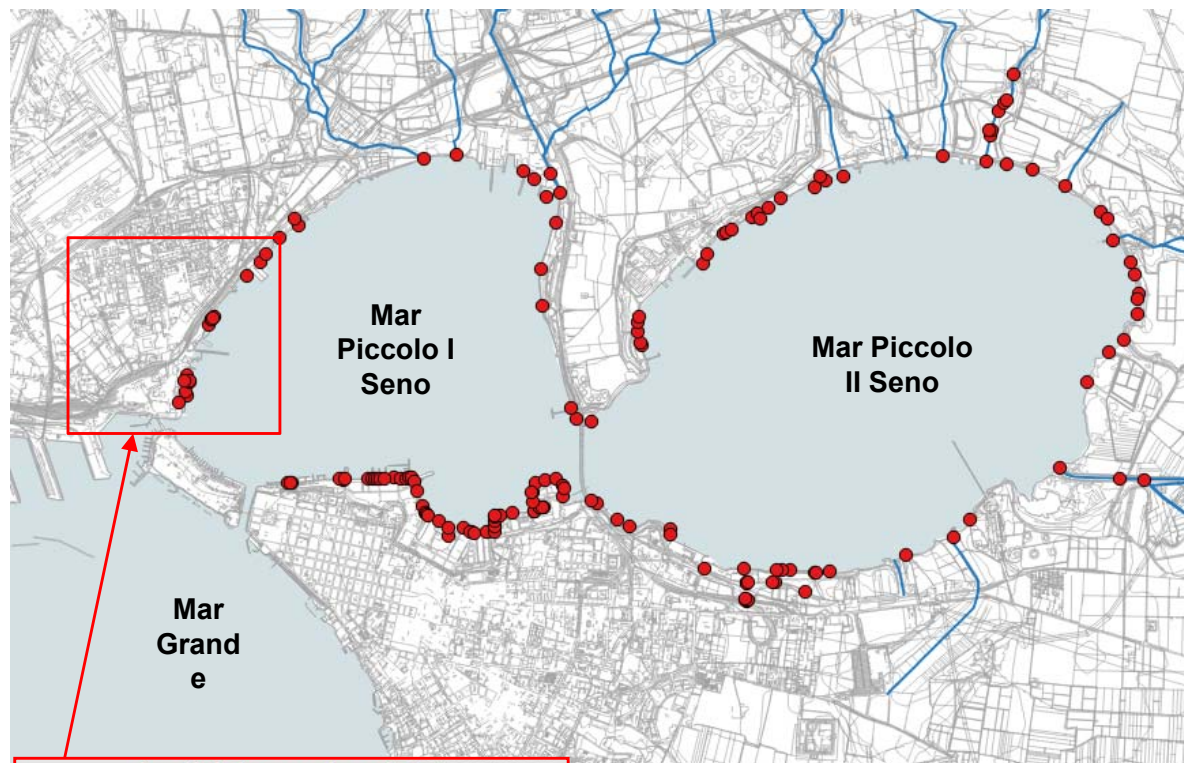 Mar
Piccolo I
Seno
Mar Piccolo
II Seno
Mar
Grand
e